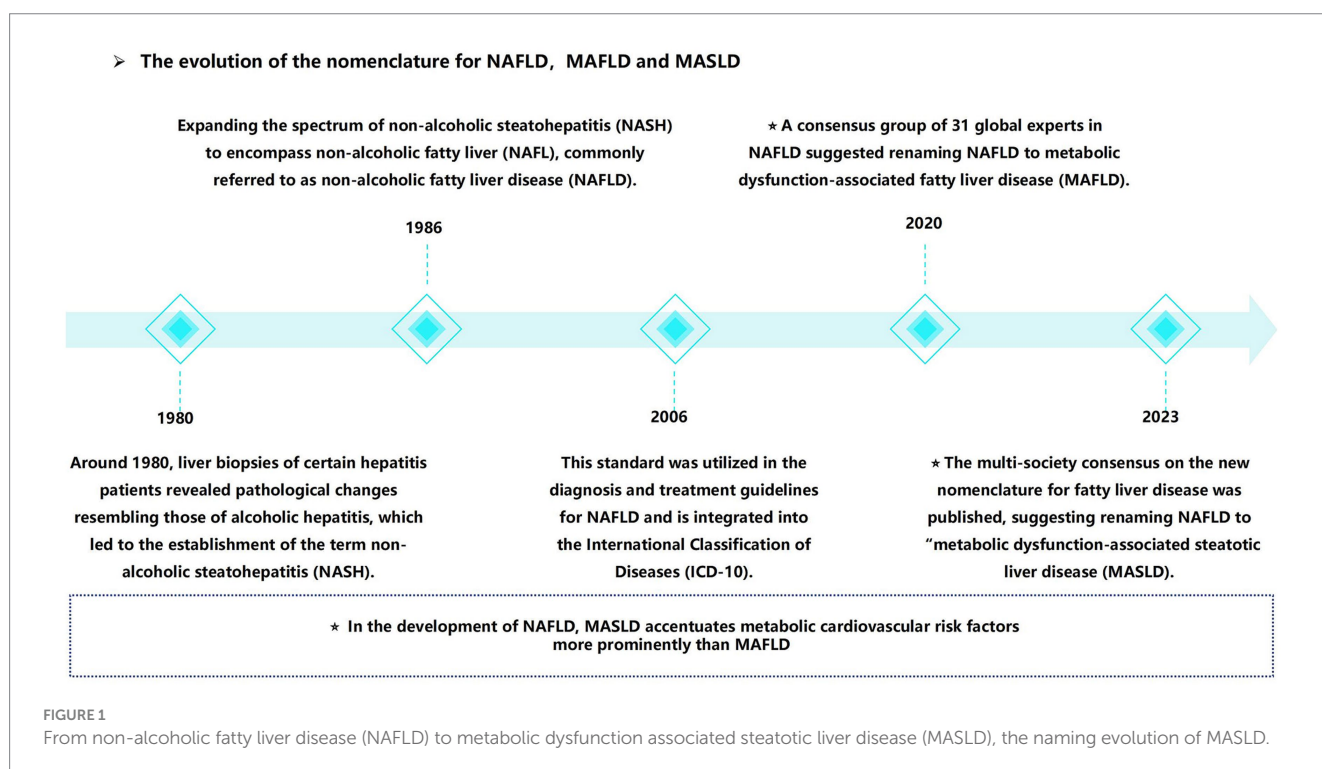 ➢ The evolution of the nomenclature for NAFLD, MAFLD and MASLD
Expanding the spectrum of non-alcoholic steatohepatitis (NASH)
to encompass non-alcoholic fatty liver (NAFL), commonly
referred to as non-alcoholic fatty liver disease (NAFLD).
1986
★ A consensus group of 31 global experts in
NAFLD suggested renaming NAFLD to metabolic
dysfunction-associated fatty liver disease (MAFLD).
2020
1980
Around 1980, liver biopsies of certain hepatitis
patients revealed pathological changes
resembling those of alcoholic hepatitis, which
led to the establishment of the term non-
alcoholic steatohepatitis (NASH).
2006
This standard was utilized in the
diagnosis and treatment guidelines
for NAFLD and is integrated into
the International Classification of
Diseases (ICD-10).
2023
★ The multi-society consensus on the new
nomenclature for fatty liver disease was
published, suggesting renaming NAFLD to
“metabolic dysfunction-associated steatotic
liver disease (MASLD).
★ In the development of NAFLD, MASLD accentuates metabolic cardiovascular risk factors
more prominently than MAFLD
FIGURE 1
From non-alcoholic fatty liver disease (NAFLD) to metabolic dysfunction associated steatotic liver disease (MASLD), the naming evolution of MASLD.